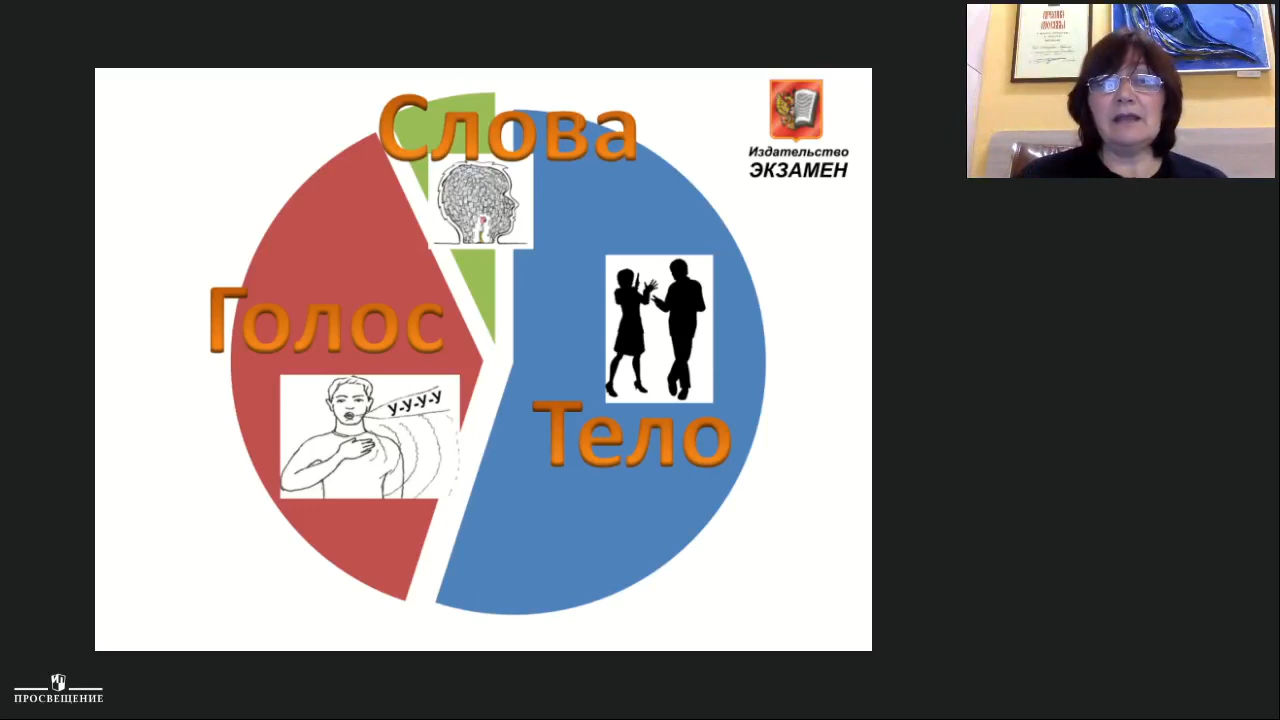 Слова
Издательство
ЭКЗАМЕН
Голос
У-У-У-У
Тело
ПРОСВЕЩЕНИЕ